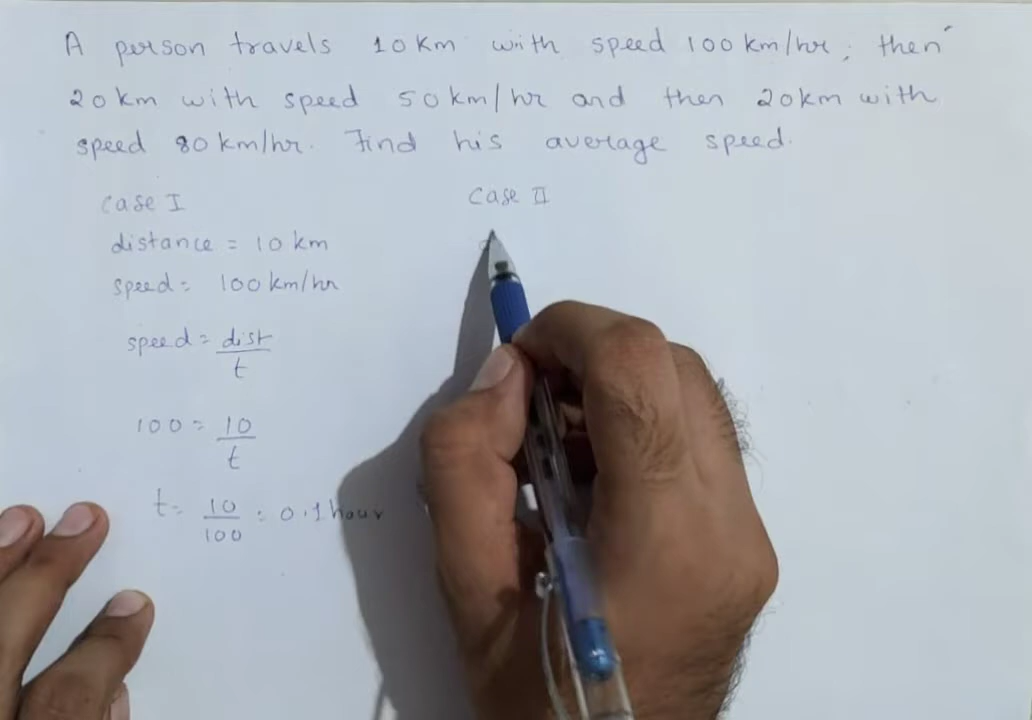 A person travels 10 km with speed 100 km/hr, then
20 km with speed 50 km/hr and then 20 km with
speed 80 km/hr. Find his average speed.
Case I
distance = 10 km
speed = 100 km/hr
speed = dist
t
100 = 10
t
t = 10 = 0.1 hour
100
Case II
d